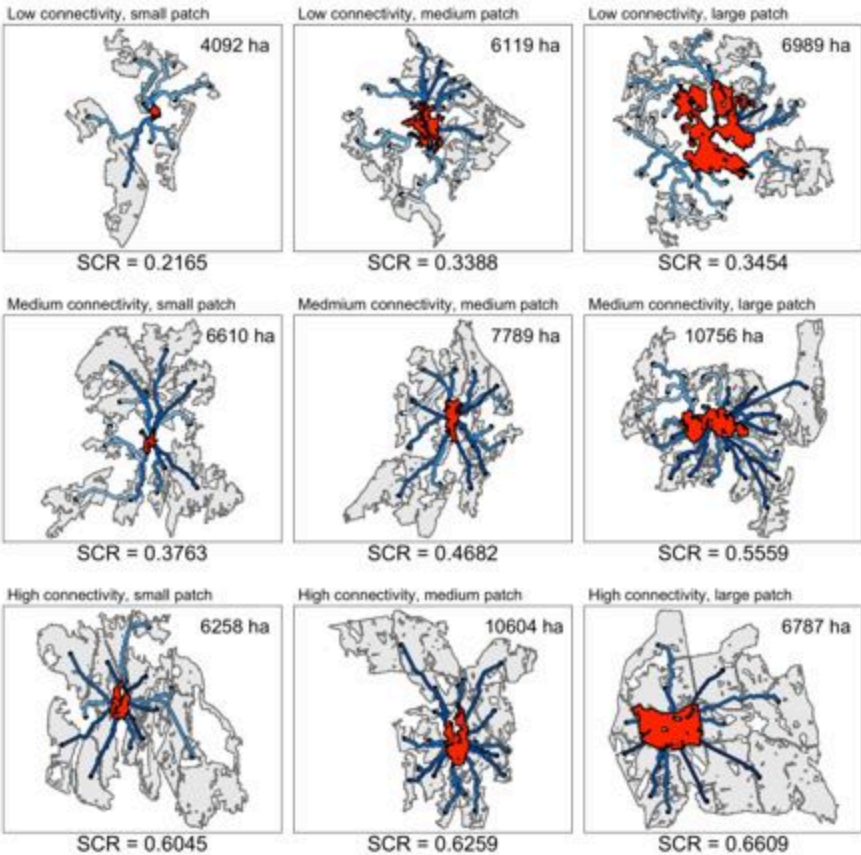 Low connectivity, small patch
4092 ha
SCR = 0.2165
Low connectivity, medium patch
6119 ha
SCR = 0.3388
Low connectivity, large patch
6989 ha
SCR = 0.3454
Medium connectivity, small patch
6610 ha
SCR = 0.3763
Medmium connectivity, medium patch
7789 ha
SCR = 0.4682
Medium connectivity, large patch
10756 ha
SCR = 0.5559
High connectivity, small patch
6258 ha
SCR = 0.6045
High connectivity, medium patch
10604 ha
SCR = 0.6259
High connectivity, large patch
6787 ha
SCR = 0.6609